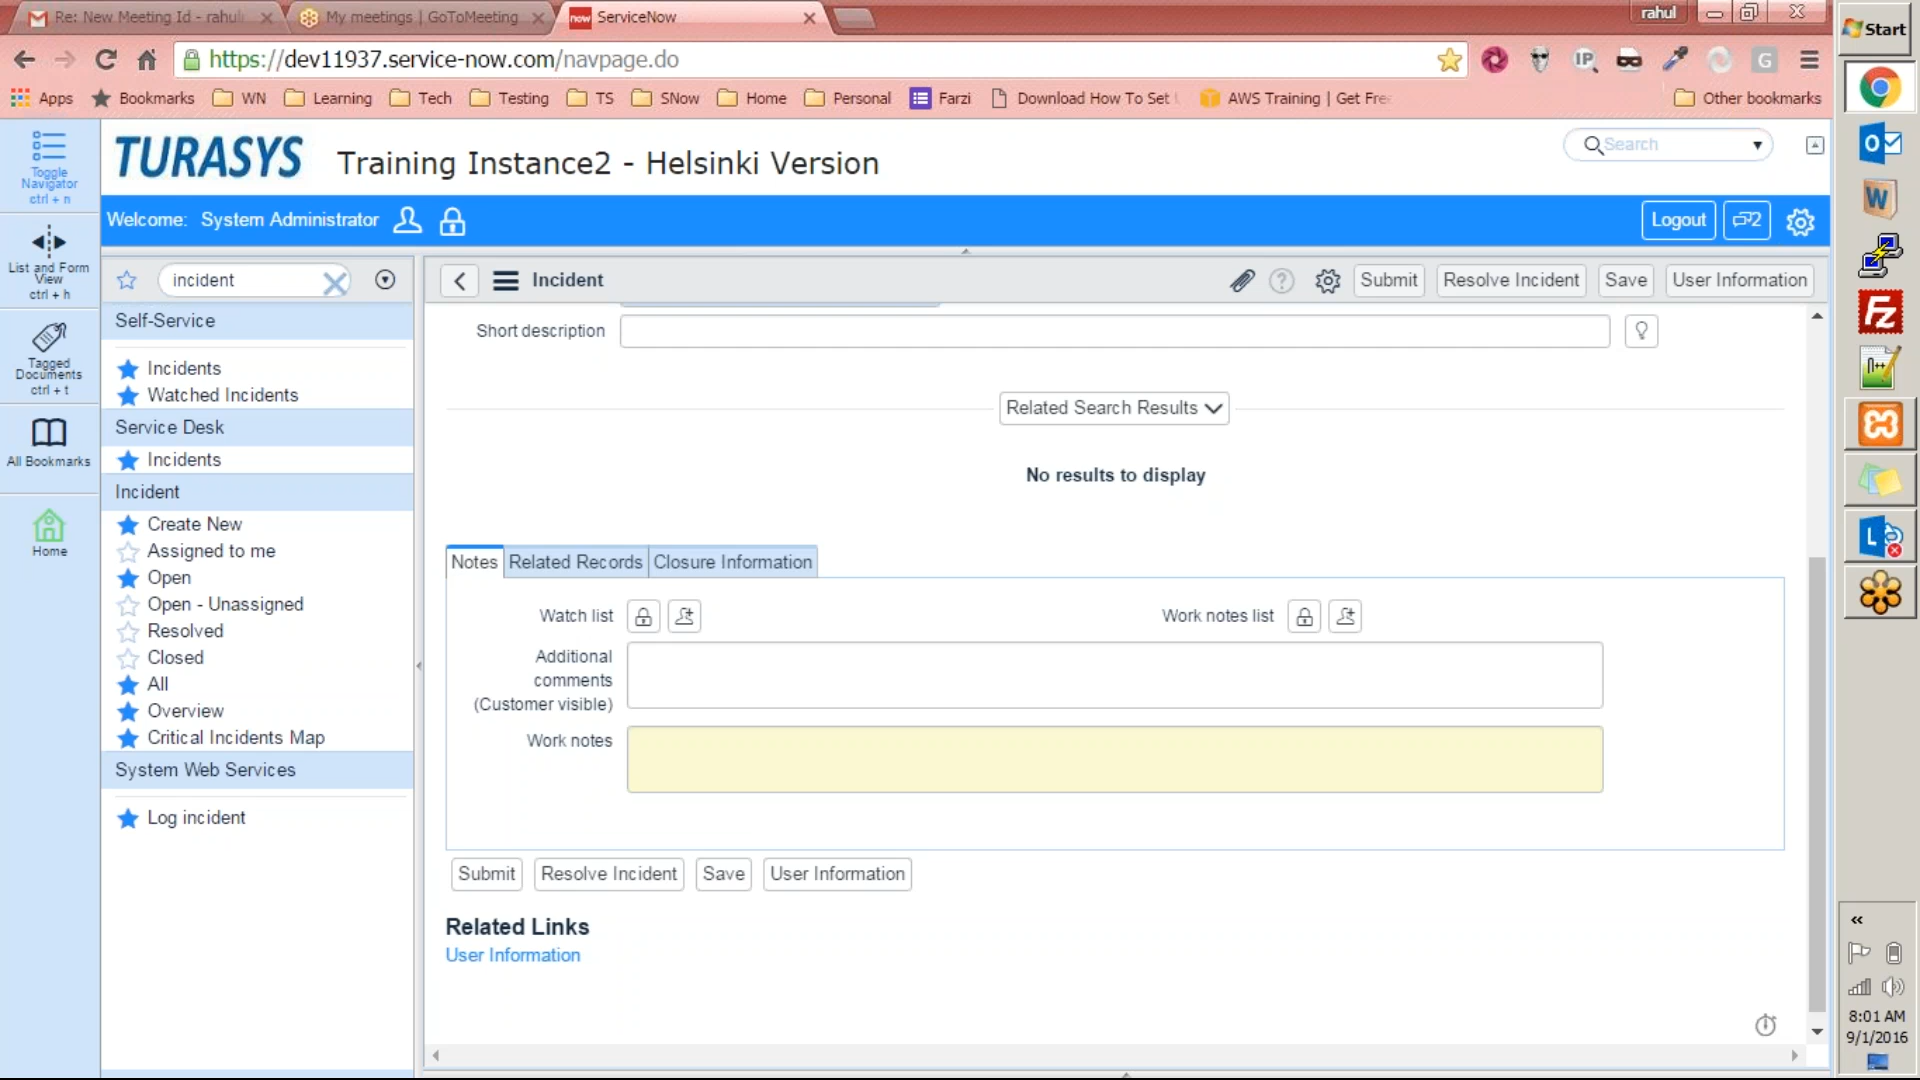 Re: New Meeting Id - rahul
My meetings | GoToMeeting
now ServiceNow
rahul
Start
https://dev11937.service-now.com/navpage.do
Apps Bookmarks WN Learning Tech Testing TS SNow Home Personal Farzi Download How To Set AWS Training | Get Fre Other bookmarks
Toggle
Navigator
ctrl + n
TURASYS Training Instance2 - Helsinki Version
Search
Welcome: System Administrator
Logout
2
List and Form
View
ctrl + h
Tagged
Documents
ctrl + t
All Bookmarks
Home
incident
Self-Service
Incidents
Watched Incidents
Service Desk
Incidents
Incident
Create New
Assigned to me
Open
Open - Unassigned
Resolved
Closed
All
Overview
Critical Incidents Map
System Web Services
Log incident
Incident
Submit Resolve Incident Save User Information
Short description
Related Search Results
No results to display
Notes Related Records Closure Information
Watch list
Work notes list
Additional
comments
(Customer visible)
Work notes
Submit Resolve Incident Save User Information
Related Links
User Information
8:01 AM
9/1/2016